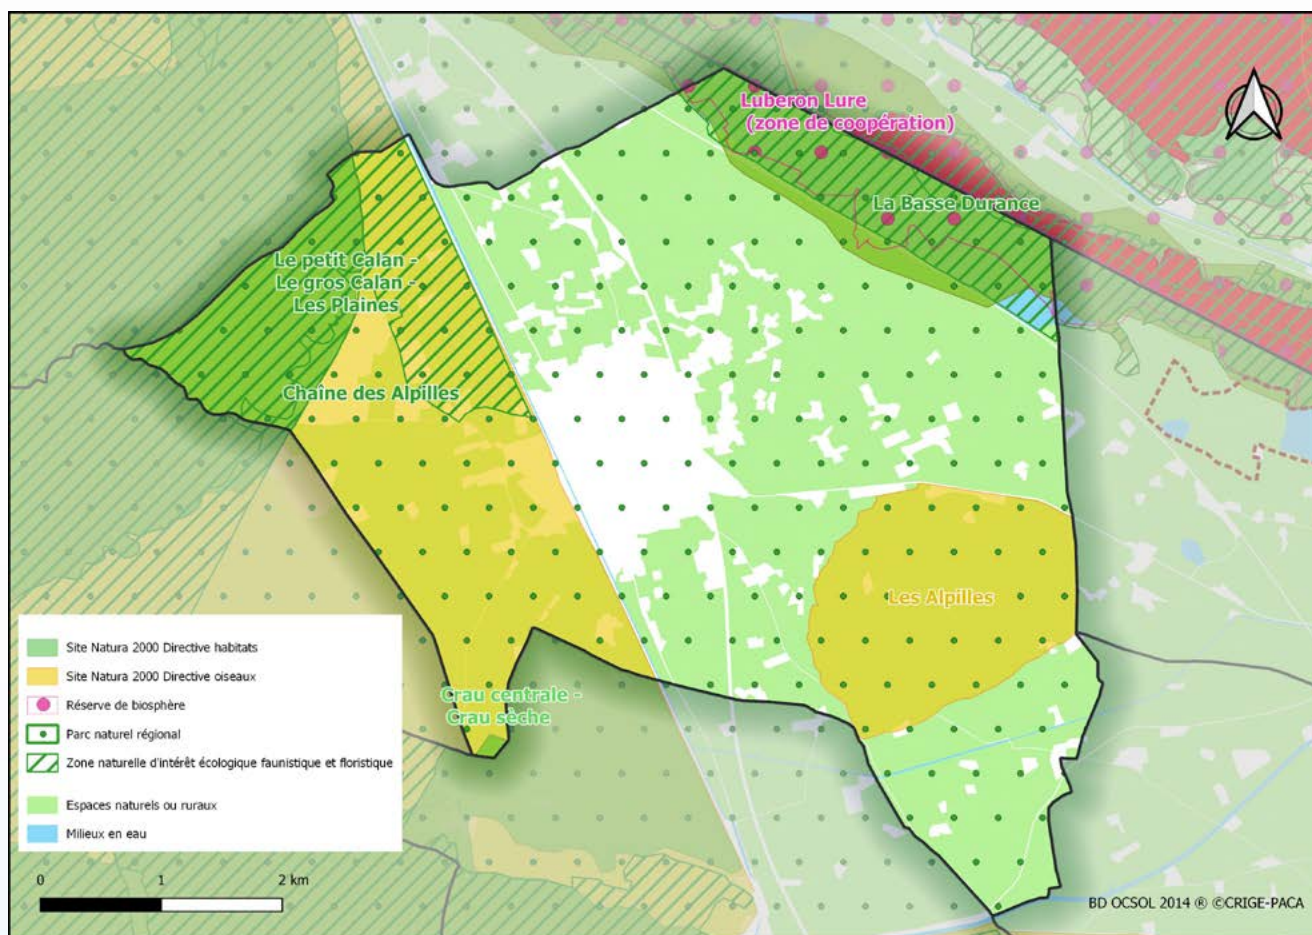 Luberon Lure
(zone de coopération)
La Basse Durance
Le petit Calan -
Le gros Calan -
Les Plaines
Chaîne des Alpilles
Les Alpilles
Crau centrale -
Crau sèche
Site Natura 2000 Directive habitats
Site Natura 2000 Directive oiseaux
Réserve de biosphère
Parc naturel régional
Zone naturelle d'intérêt écologique faunistique et floristique
Espaces naturels ou ruraux
Milieux en eau
0 1 2 km
BD OCSOL 2014 ® ©CRIGE-PACA